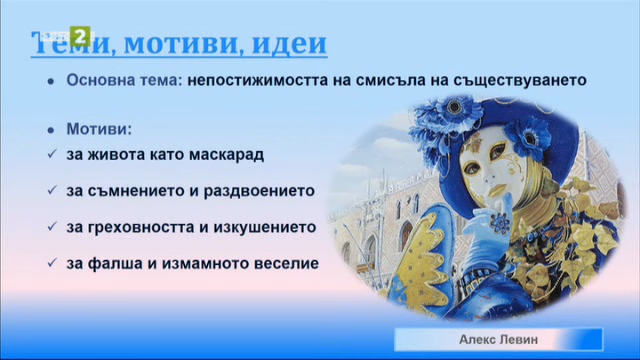 2
Теми, мотиви, идеи
Основна тема: непостижимостта на смисъла на съществуването
Мотиви:
за живота като маскарад
за съмнението и раздвоението
за греховността и изкушението
за фалша и измамното веселие
Алекс Левин